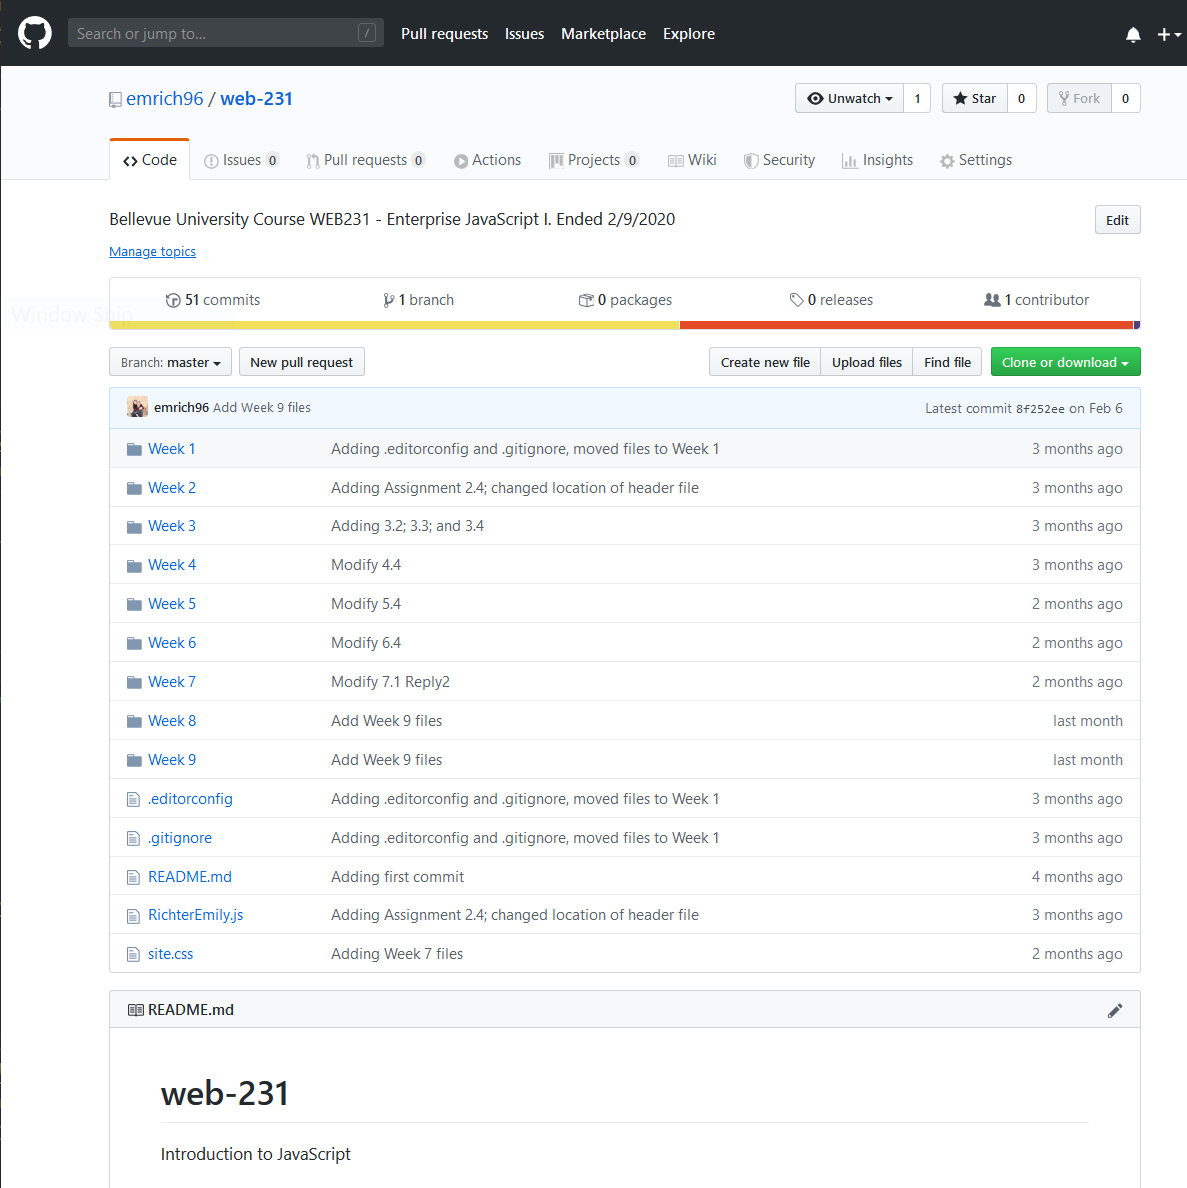 Search or jump to... / Pull requests Issues Marketplace Explore
emrich96 / web-231 Unwatch 1 Star 0 Fork 0
Code Issues 0 Pull requests 0 Actions Projects 0 Wiki Security Insights Settings
Bellevue University Course WEB231 - Enterprise JavaScript I. Ended 2/9/2020 Edit
Manage topics
51 commits 1 branch 0 packages 0 releases 1 contributor
Window Snip
Branch: master New pull request Create new file Upload files Find file Clone or download
emrich96 Add Week 9 files Latest commit 8f252ee on Feb 6
Week 1 Adding .editorconfig and .gitignore, moved files to Week 1 3 months ago
Week 2 Adding Assignment 2.4; changed location of header file 3 months ago
Week 3 Adding 3.2; 3.3; and 3.4 3 months ago
Week 4 Modify 4.4 3 months ago
Week 5 Modify 5.4 2 months ago
Week 6 Modify 6.4 2 months ago
Week 7 Modify 7.1 Reply2 2 months ago
Week 8 Add Week 9 files last month
Week 9 Add Week 9 files last month
.editorconfig Adding .editorconfig and .gitignore, moved files to Week 1 3 months ago
.gitignore Adding .editorconfig and .gitignore, moved files to Week 1 3 months ago
README.md Adding first commit 4 months ago
RichterEmily.js Adding Assignment 2.4; changed location of header file 3 months ago
site.css Adding Week 7 files 2 months ago
README.md
web-231
Introduction to JavaScript